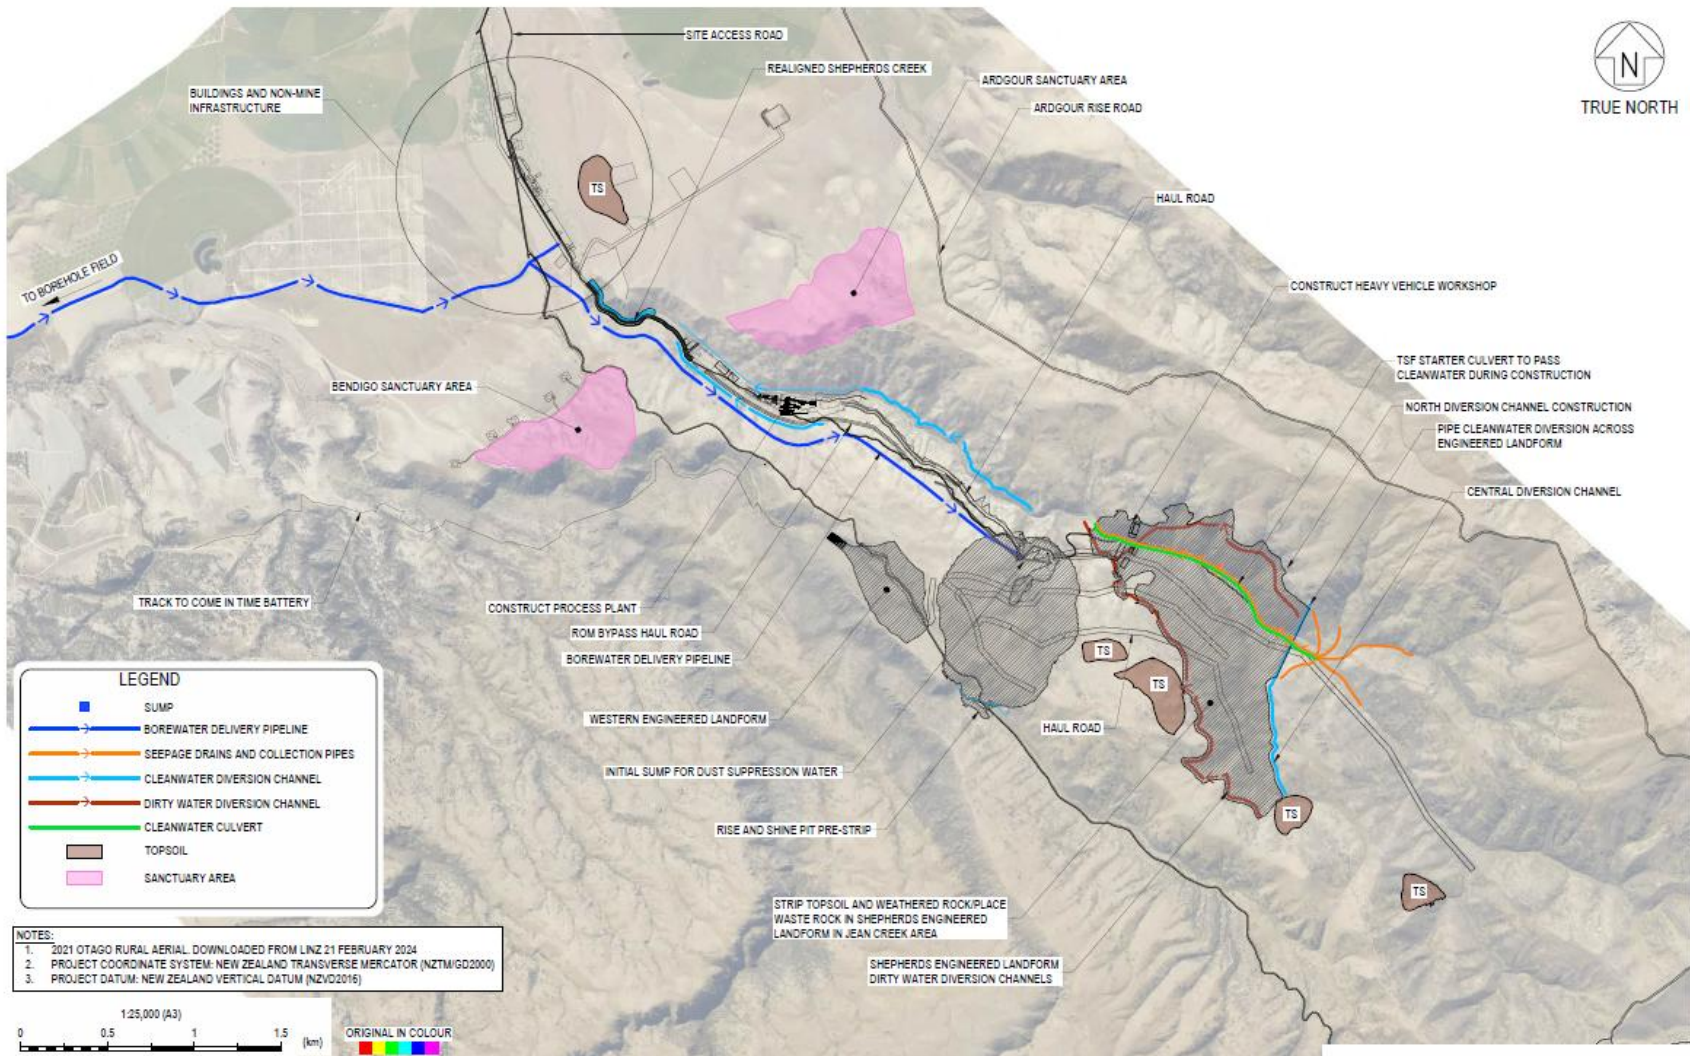 SITE ACCESS ROAD
REALIGNED SHEPHERDS CREEK
BUILDINGS AND NON-MINE
INFRASTRUCTURE
ARDGOUR SANCTUARY AREA
ARDGOUR RISE ROAD
N
TRUE NORTH
TS
HAUL ROAD
TO BOREHOLE FIELD
CONSTRUCT HEAVY VEHICLE WORKSHOP
BENDIGO SANCTUARY AREA
TSF STARTER CULVERT TO PASS
CLEANWATER DURING CONSTRUCTION
NORTH DIVERSION CHANNEL CONSTRUCTION
PIPE CLEANWATER DIVERSION ACROSS
ENGINEERED LANDFORM
CENTRAL DIVERSION CHANNEL
TRACK TO COME IN TIME BATTERY
CONSTRUCT PROCESS PLANT
ROM BYPASS HAUL ROAD
BOREWATER DELIVERY PIPELINE
TS
TS
WESTERN ENGINEERED LANDFORM
HAUL ROAD
INITIAL SUMP FOR DUST SUPPRESSION WATER
RISE AND SHINE PIT PRE-STRIP
TS
TS
STRIP TOPSOIL AND WEATHERED ROCK/PLACE
WASTE ROCK IN SHEPHERDS ENGINEERED
LANDFORM IN JEAN CREEK AREA
SHEPHERDS ENGINEERED LANDFORM
DIRTY WATER DIVERSION CHANNELS
LEGEND
SUMP
BOREWATER DELIVERY PIPELINE
SEEPAGE DRAINS AND COLLECTION PIPES
CLEANWATER DIVERSION CHANNEL
DIRTY WATER DIVERSION CHANNEL
CLEANWATER CULVERT
TOPSOIL
SANCTUARY AREA
NOTES:
1. 2021 OTAGO RURAL AERIAL. DOWNLOADED FROM LINZ 21 FEBRUARY 2024
2. PROJECT COORDINATE SYSTEM: NEW ZEALAND TRANSVERSE MERCATOR (NZTM/GD2000)
3. PROJECT DATUM: NEW ZEALAND VERTICAL DATUM (NZVD2016)
1:25,000 (A3)
0 0.5 1 1.5 (km)
ORIGINAL IN COLOUR